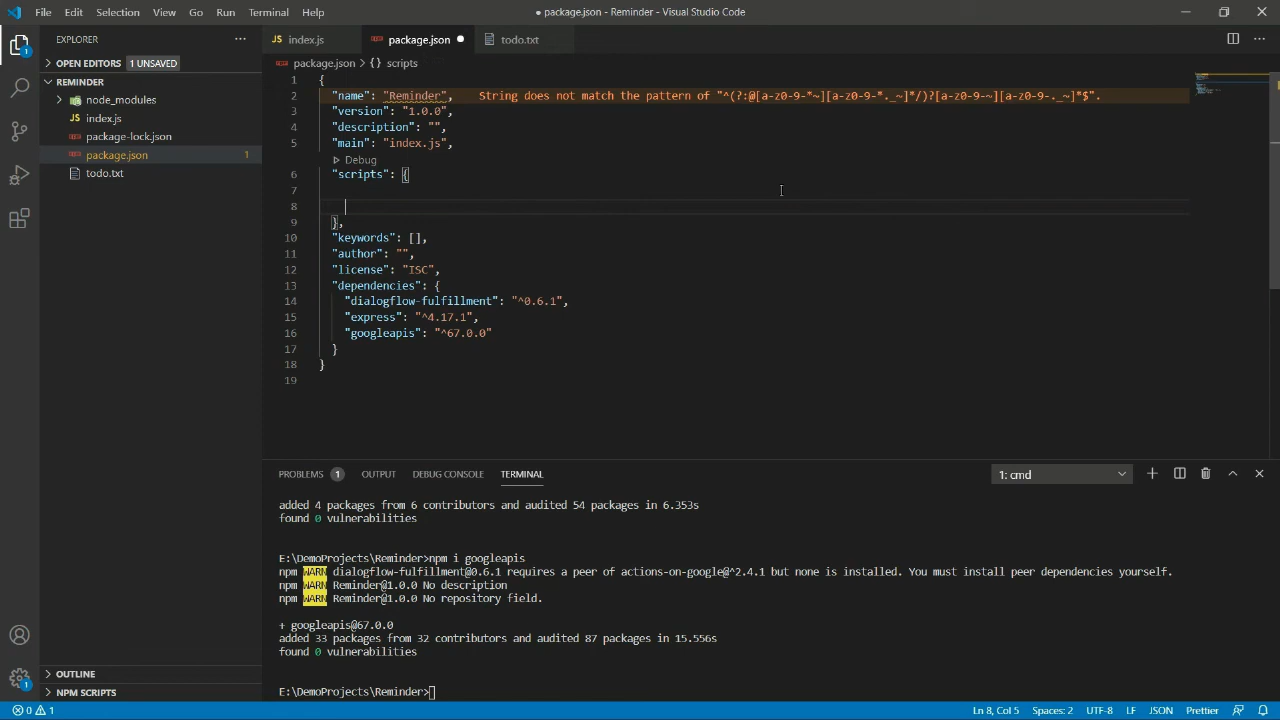 File Edit Selection View Go Run Terminal Help
● package.json - Reminder - Visual Studio Code
EXPLORER
index.js
package.json
todo.txt
OPEN EDITORS 1 UNSAVED
package.json > {} scripts
REMINDER
node_modules
index.js
package-lock.json
package.json 1
todo.txt
1 {
2 "name": "Reminder", String does not match the pattern of "^(?:@[a-z0-9-*~][a-z0-9-*._~]*/)?[a-z0-9-~][a-z0-9-._~]*$".
3 "version": "1.0.0",
4 "description": "",
5 "main": "index.js",
Debug
6 "scripts": {
7
8
9 },
10 "keywords": [],
11 "author": "",
12 "license": "ISC",
13 "dependencies": {
14 "dialogflow-fulfillment": "^0.6.1",
15 "express": "^4.17.1",
16 "googleapis": "^67.0.0"
17 }
18 }
19
PROBLEMS 1 OUTPUT DEBUG CONSOLE TERMINAL
1: cmd
added 4 packages from 6 contributors and audited 54 packages in 6.353s
found 0 vulnerabilities
E:\DemoProjects\Reminder>npm i googleapis
npm WARN dialogflow-fulfillment@0.6.1 requires a peer of actions-on-google@^2.4.1 but none is installed. You must install peer dependencies yourself.
npm WARN Reminder@1.0.0 No description
npm WARN Reminder@1.0.0 No repository field.
+ googleapis@67.0.0
added 33 packages from 32 contributors and audited 87 packages in 15.556s
found 0 vulnerabilities
E:\DemoProjects\Reminder>
1
1
OUTLINE
NPM SCRIPTS
0 1
Ln 8, Col 5 Spaces: 2 UTF-8 LF JSON Prettier